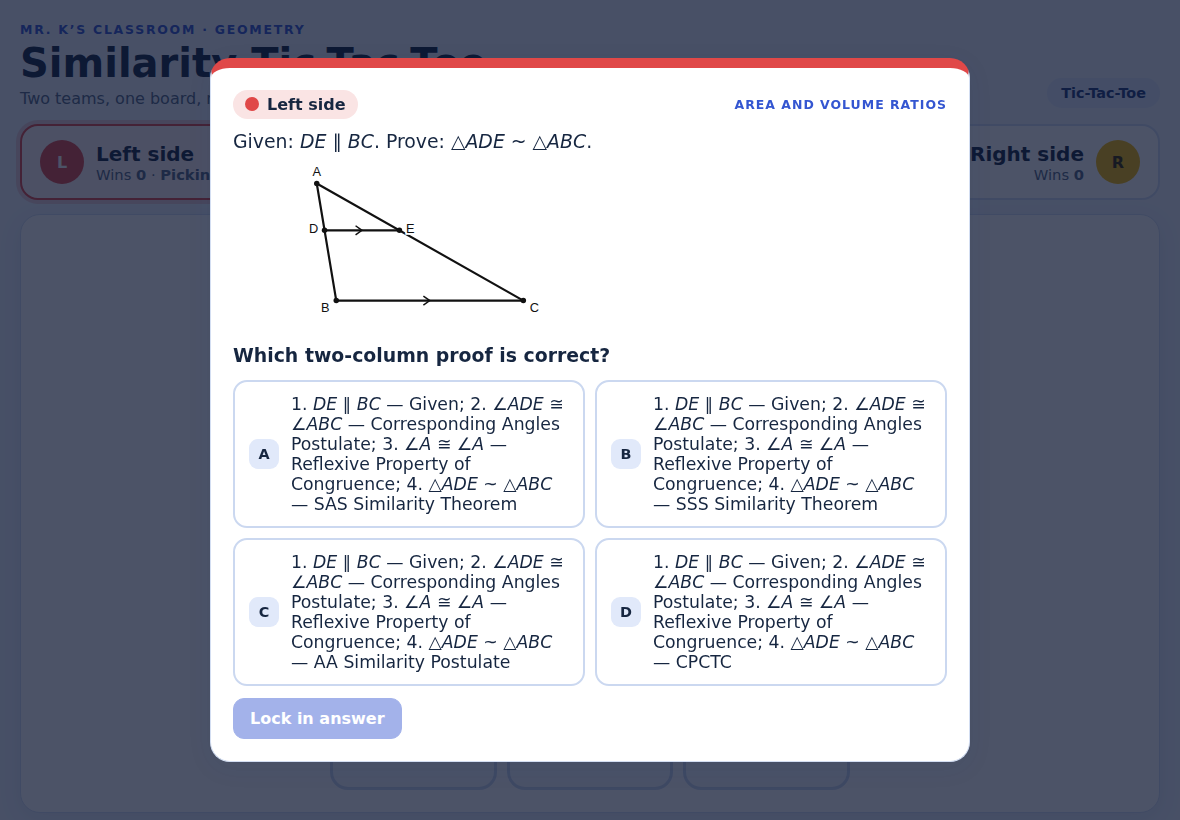 MR. K’S CLASSROOM · GEOMETRY
Similarity Tic-Tac-Toe
Two teams, one board,
Tic-Tac-Toe
L
Left side
Wins 0 · Pickin
Right side
Wins 0
R
Left side
AREA AND VOLUME RATIOS
Given: DE ∥ BC. Prove: △ADE ~ △ABC.
A
D
E
B
C
Which two-column proof is correct?
A
1. DE ∥ BC — Given; 2. ∠ADE ≅
∠ABC — Corresponding Angles
Postulate; 3. ∠A ≅ ∠A —
Reflexive Property of
Congruence; 4. △ADE ~ △ABC
— SAS Similarity Theorem
B
1. DE ∥ BC — Given; 2. ∠ADE ≅
∠ABC — Corresponding Angles
Postulate; 3. ∠A ≅ ∠A —
Reflexive Property of
Congruence; 4. △ADE ~ △ABC
— SSS Similarity Theorem
C
1. DE ∥ BC — Given; 2. ∠ADE ≅
∠ABC — Corresponding Angles
Postulate; 3. ∠A ≅ ∠A —
Reflexive Property of
Congruence; 4. △ADE ~ △ABC
— AA Similarity Postulate
D
1. DE ∥ BC — Given; 2. ∠ADE ≅
∠ABC — Corresponding Angles
Postulate; 3. ∠A ≅ ∠A —
Reflexive Property of
Congruence; 4. △ADE ~ △ABC
— CPCTC
Lock in answer